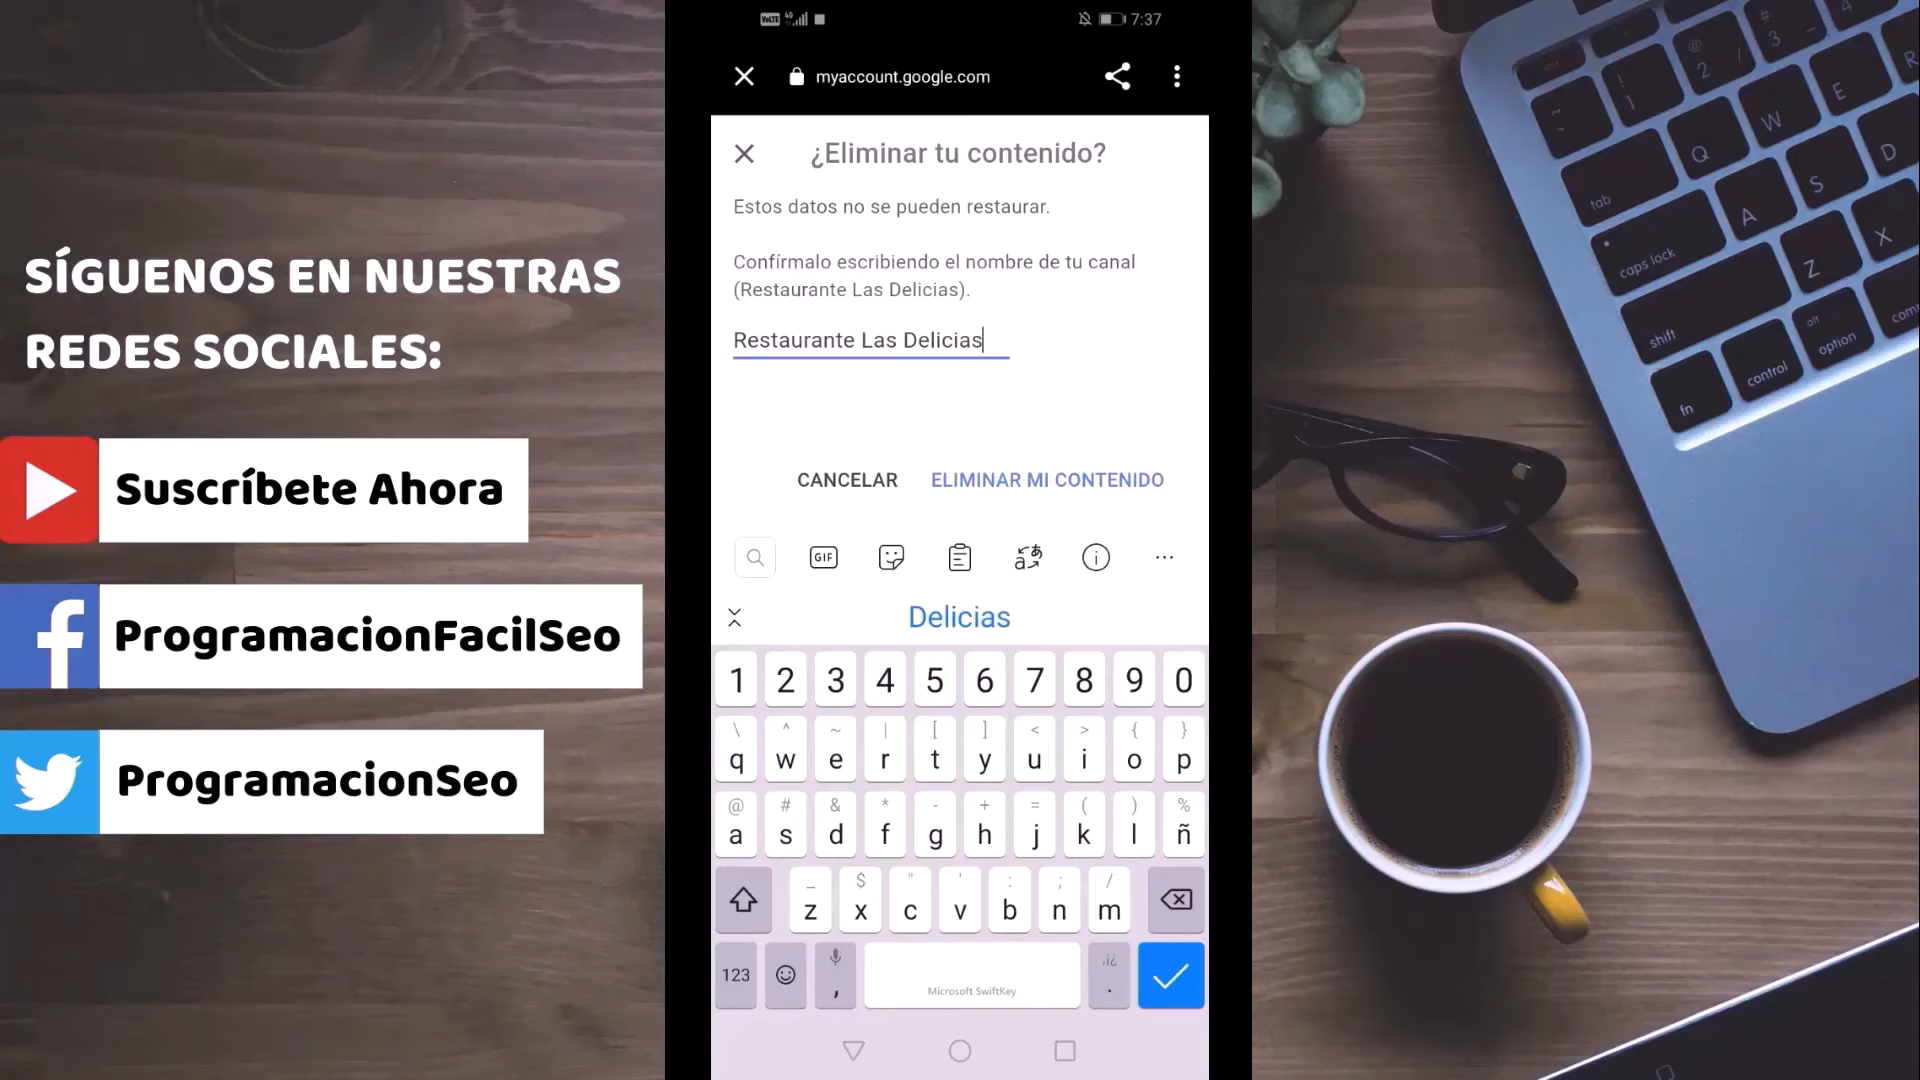 SÍGUENOS EN NUESTRAS
REDES SOCIALES:
Suscríbete Ahora
ProgramacionFacilSeo
ProgramacionSeo
VoLTE 4G 7:37
myaccount.google.com
¿Eliminar tu contenido?
Estos datos no se pueden restaurar.
Confírmalo escribiendo el nombre de tu canal
(Restaurante Las Delicias).
Restaurante Las Delicias
CANCELAR ELIMINAR MI CONTENIDO
GIF
Delicias
1 2 3 4 5 6 7 8 9 0
\ ^ ~ | [ ] < > { }
q w e r t y u i o p
@ # & * - + = ( ) %
a s d f g h j k l ñ
_ $ " ' : ; /
z x c v b n m
123 , Microsoft SwiftKey .
tab
caps lock
shift
fn
control
alt
option
Q W E R
A S D
Z X